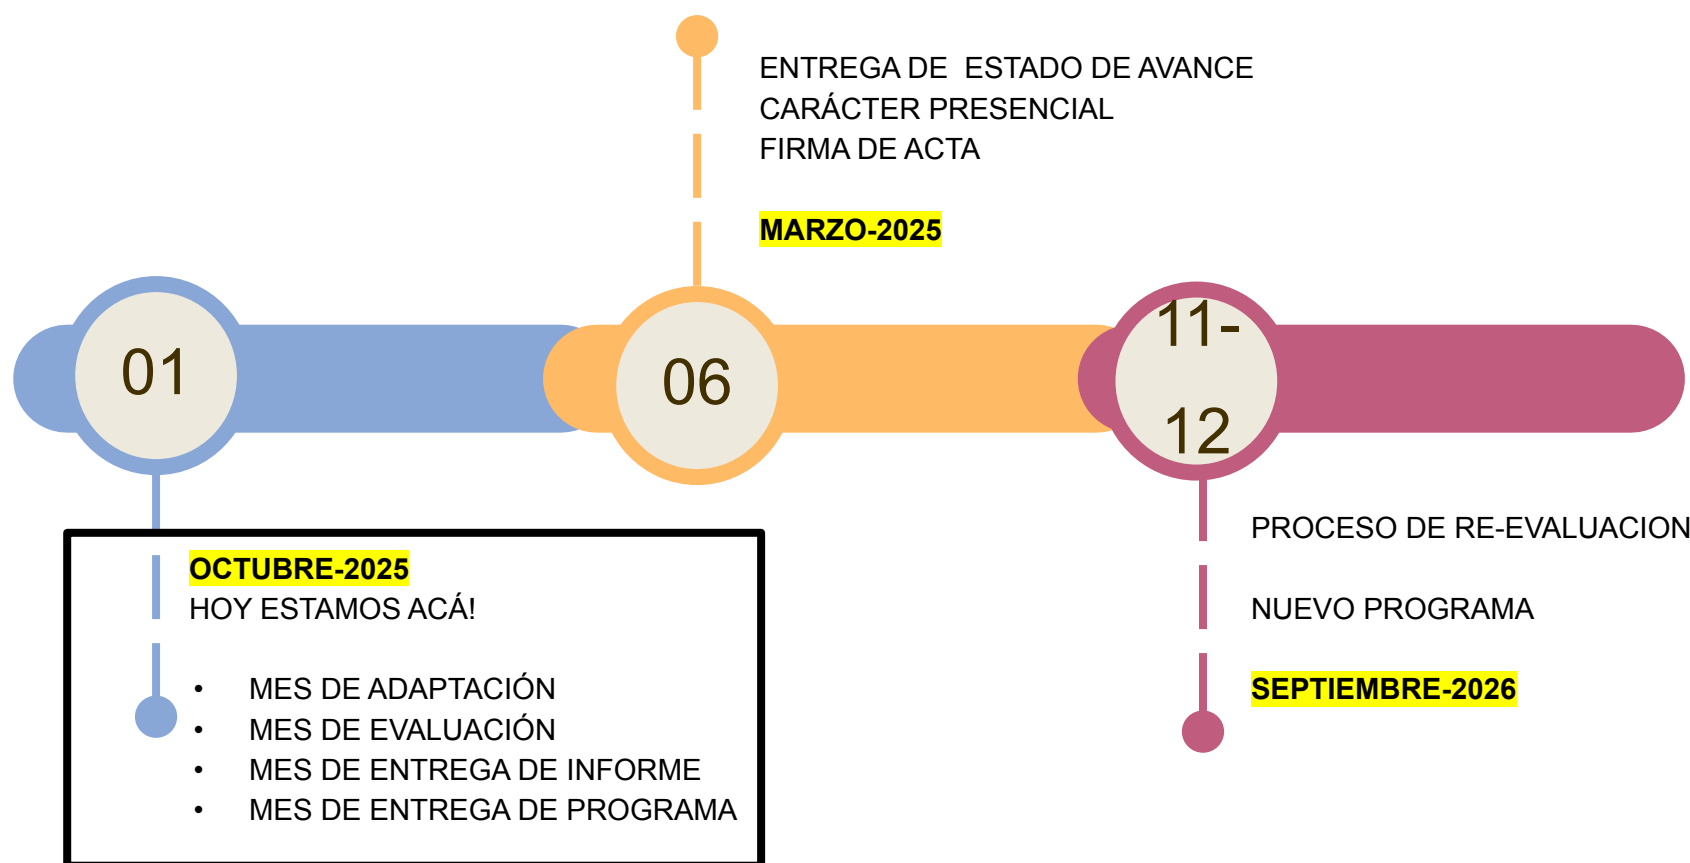 ENTREGA DE ESTADO DE AVANCE
CARÁCTER PRESENCIAL
FIRMA DE ACTA
MARZO-2025
01
06
11-
12
OCTUBRE-2025
HOY ESTAMOS ACÁ!
• MES DE ADAPTACIÓN
• MES DE EVALUACIÓN
• MES DE ENTREGA DE INFORME
• MES DE ENTREGA DE PROGRAMA
PROCESO DE RE-EVALUACION
NUEVO PROGRAMA
SEPTIEMBRE-2026